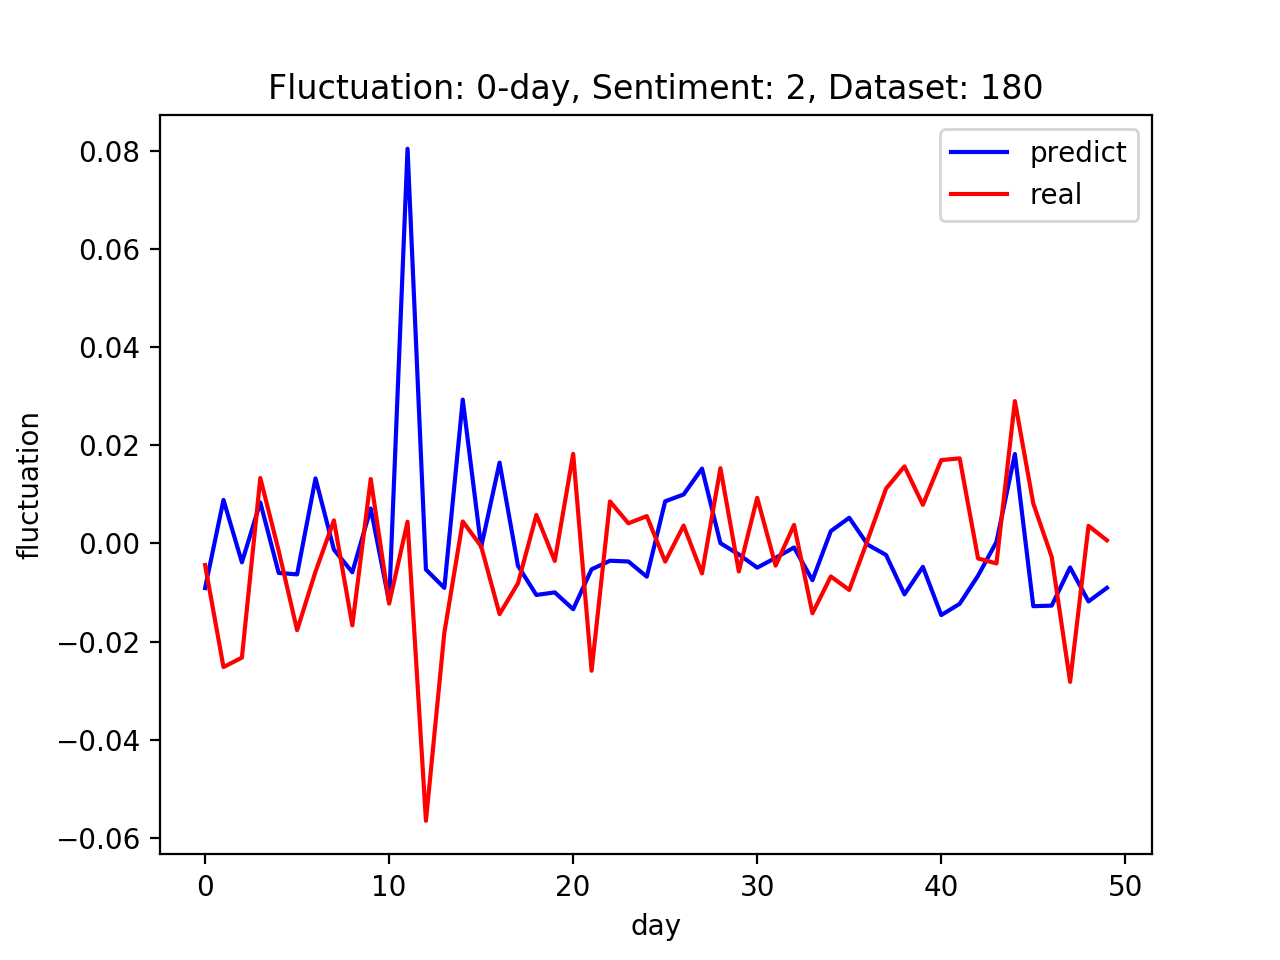 Fluctuation: 0-day, Sentiment: 2, Dataset: 180
predict
real
0.08
0.06
0.04
0.02
0.00
−0.02
−0.04
−0.06
fluctuation
0 10 20 30 40 50
day